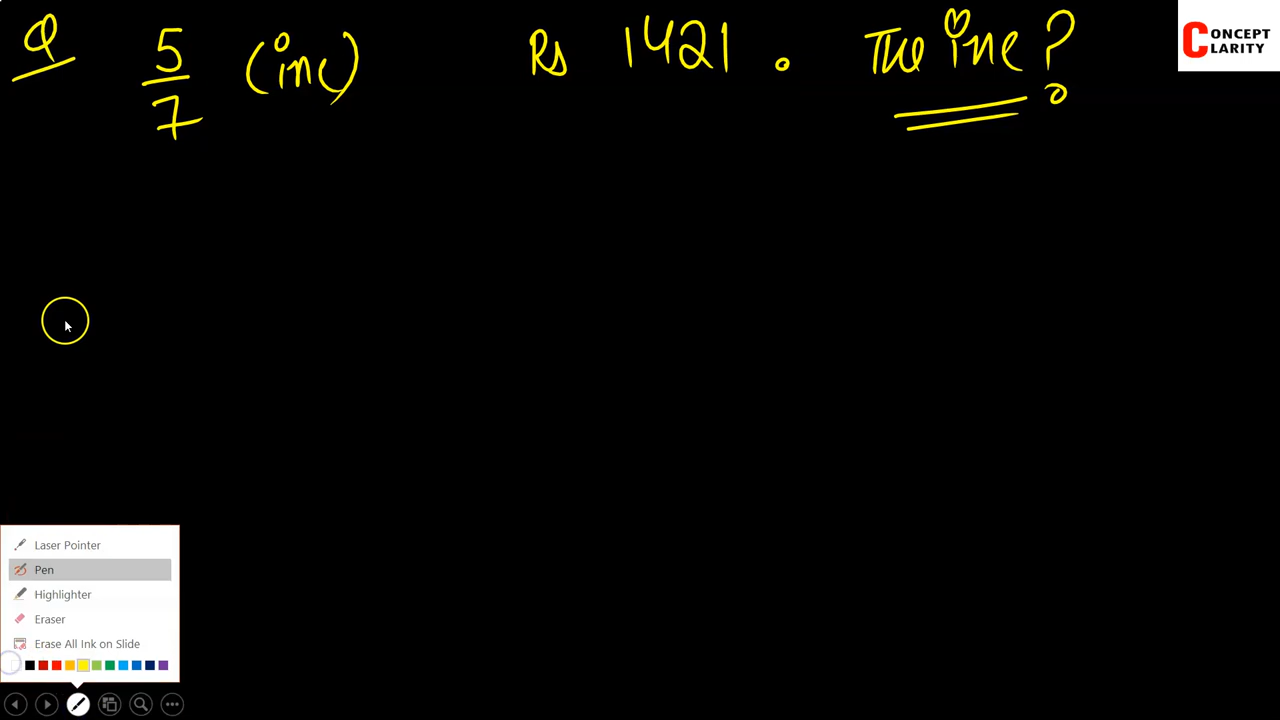 Q 5/7 (inc) Rs 1421. The inc?
CONCEPT
CLARITY
Laser Pointer
Pen
Highlighter
Eraser
Erase All Ink on Slide